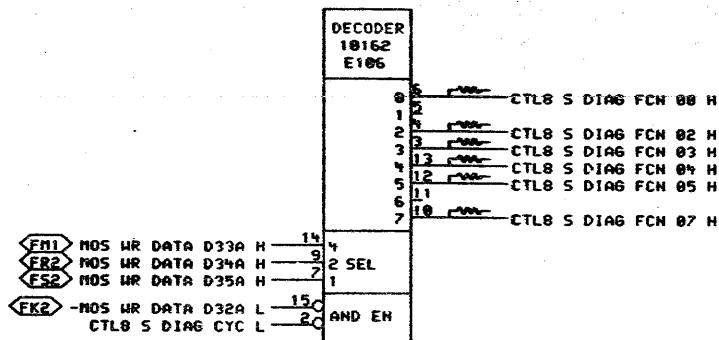 DECODER
10162
E106
0 6 CTL8 S DIAG FCN 00 H
1 5
2 4 CTL8 S DIAG FCN 02 H
3 3 CTL8 S DIAG FCN 03 H
4 13 CTL8 S DIAG FCN 04 H
5 12 CTL8 S DIAG FCN 05 H
6 11
7 10 CTL8 S DIAG FCN 07 H
FM1 MOS WR DATA D33A H 14 4
FR2 MOS WR DATA D34A H 9 2 SEL
FS2 MOS WR DATA D35A H 7 1
FK2 -MOS WR DATA D32A L 15
CTL8 S DIAG CYC L 2 AND EN